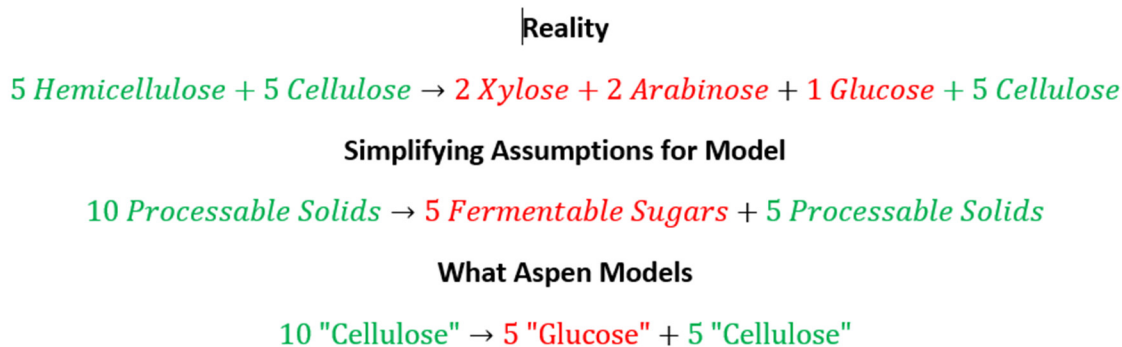 Reality
5 Hemicellulose + 5 Cellulose → 2 Xylose + 2 Arabinose + 1 Glucose + 5 Cellulose
Simplifying Assumptions for Model
10 Processable Solids → 5 Fermentable Sugars + 5 Processable Solids
What Aspen Models
10 "Cellulose" → 5 "Glucose" + 5 "Cellulose"